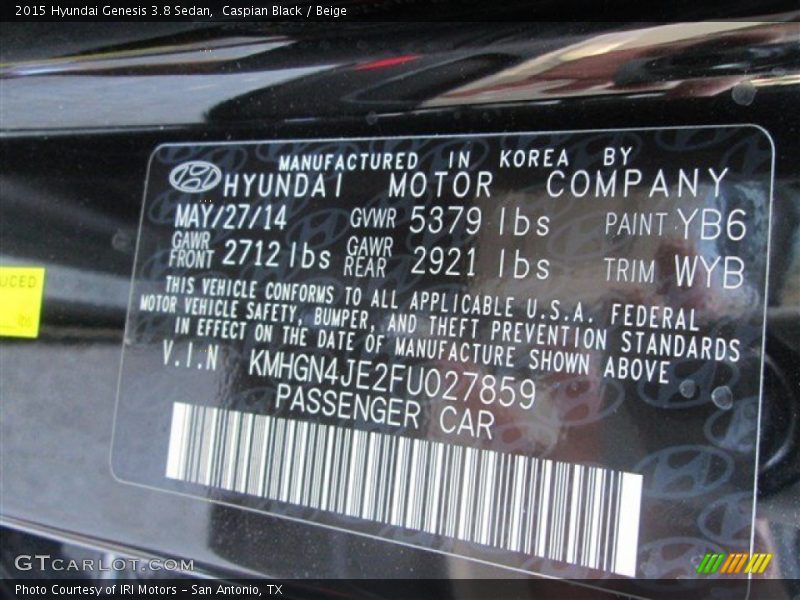 2015 Hyundai Genesis 3.8 Sedan, Caspian Black / Beige
MANUFACTURED IN KOREA BY
HYUNDAI MOTOR COMPANY
MAY/27/14 GVWR 5379 lbs PAINT YB6
GAWR FRONT 2712 lbs GAWR REAR 2921 lbs TRIM WYB
THIS VEHICLE CONFORMS TO ALL APPLICABLE U.S.A. FEDERAL
MOTOR VEHICLE SAFETY, BUMPER, AND THEFT PREVENTION STANDARDS
IN EFFECT ON THE DATE OF MANUFACTURE SHOWN ABOVE
V.I.N KMHGN4JE2FU027859
PASSENGER CAR
UCED
GTCARLOT.COM
Photo Courtesy of IRI Motors – San Antonio, TX